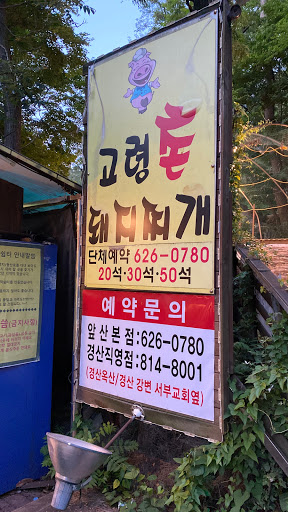 고령촌
돼지찌개
단체예약 626-0780
20석·30석·50석
예약문의
앞산본점:626-0780
경산직영점:814-8001
(경산옥산/경산 강변 서부교회옆)